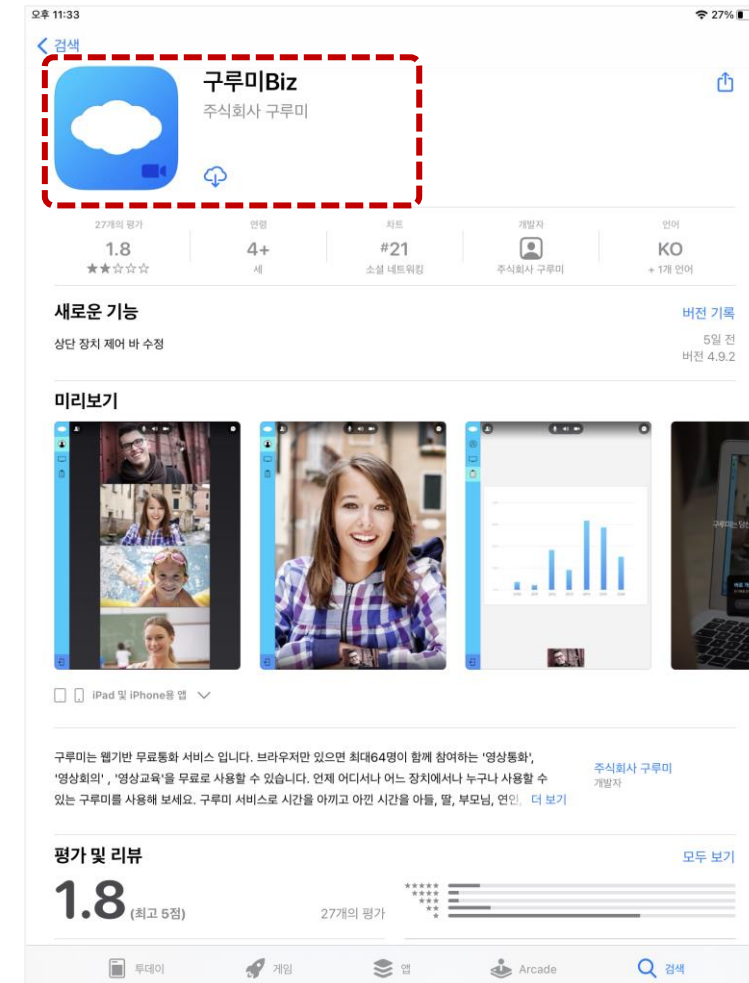 오후 11:33
27%
검색
구루미Biz
주식회사 구루미
27개의 평가
연령
차트
개발자
언어
1.8
4+
#21
KO
★★☆☆☆
세
소셜 네트워킹
주식회사 구루미
+ 1개 언어
새로운 기능
버전 기록
상단 장치 제어 바 수정
5일 전
버전 4.9.2
미리보기
iPad 및 iPhone용 앱
구루미는 웹기반 무료통화 서비스 입니다. 브라우저만 있으면 최대64명이 함께 참여하는 '영상통화',
'영상회의' , '영상교육'을 무료로 사용할 수 있습니다. 언제 어디서나 어느 장치에서나 누구나 사용할 수
있는 구루미를 사용해 보세요. 구루미 서비스로 시간을 아끼고 아낀 시간을 아들, 딸, 부모님, 연인, 더 보기
주식회사 구루미
개발자
평가 및 리뷰
모두 보기
1.8 (최고 5점)
27개의 평가
★★★★★
★★★★
★★★
★★
★
투데이
게임
앱
Arcade
검색